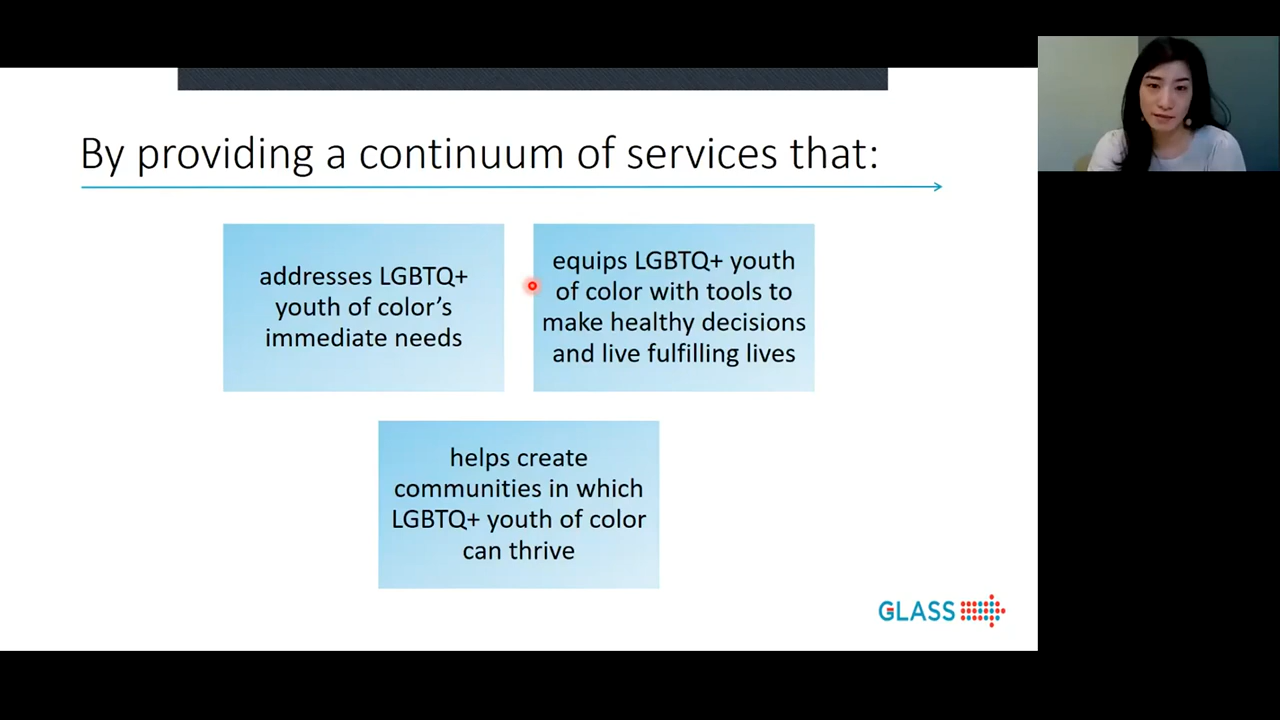 By providing a continuum of services that:
addresses LGBTQ+
youth of color’s
immediate needs
equips LGBTQ+ youth
of color with tools to
make healthy decisions
and live fulfilling lives
helps create
communities in which
LGBTQ+ youth of color
can thrive
GLASS